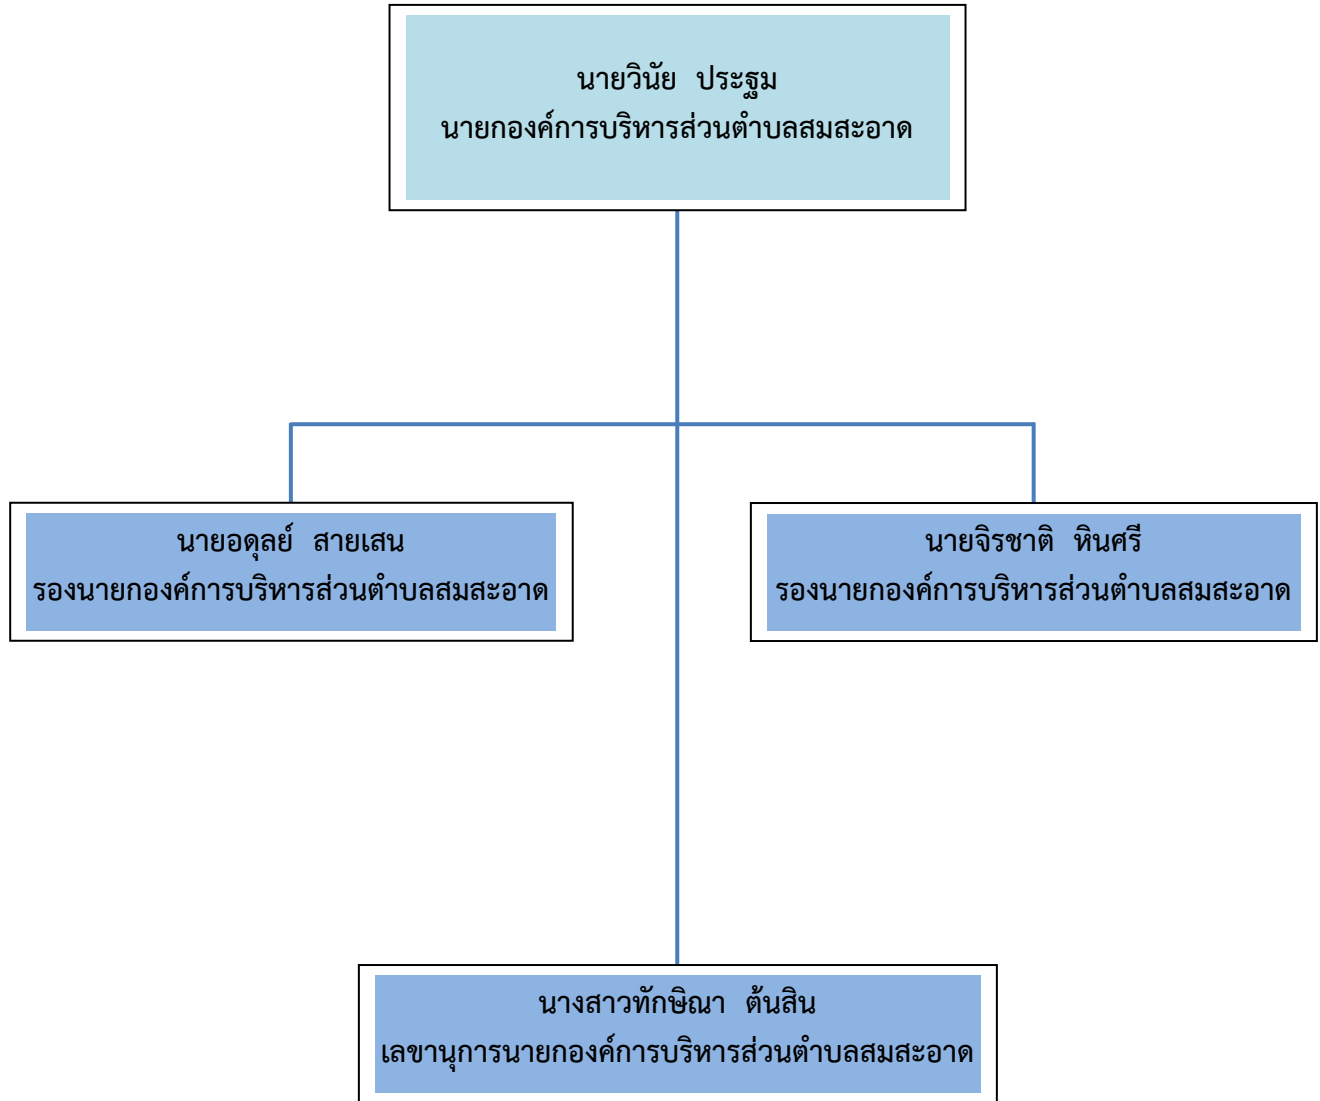 นายวินัย ประฐม
นายกองค์การบริหารส่วนตำบลสมสะอาด
นายอดุลย์ สายเสน
รองนายกองค์การบริหารส่วนตำบลสมสะอาด
นายจิรชาติ หินศรี
รองนายกองค์การบริหารส่วนตำบลสมสะอาด
นางสาวทักษิณา ต้นสิน
เลขานุการนายกองค์การบริหารส่วนตำบลสมสะอาด